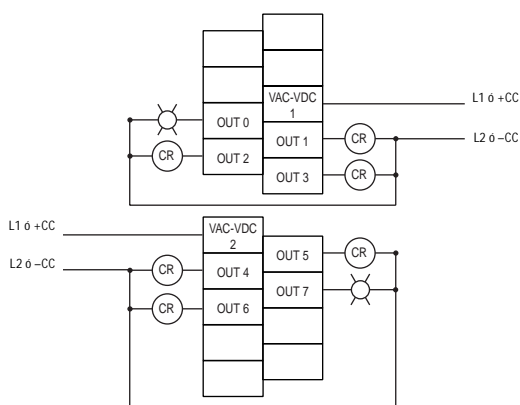 VAC-VDC
1
L1 ó +CC
OUT 0
OUT 1
CR
L2 ó –CC
CR
OUT 2
OUT 3
CR
L1 ó +CC
VAC-VDC
2
L2 ó –CC
CR
OUT 4
OUT 5
CR
CR
OUT 6
OUT 7